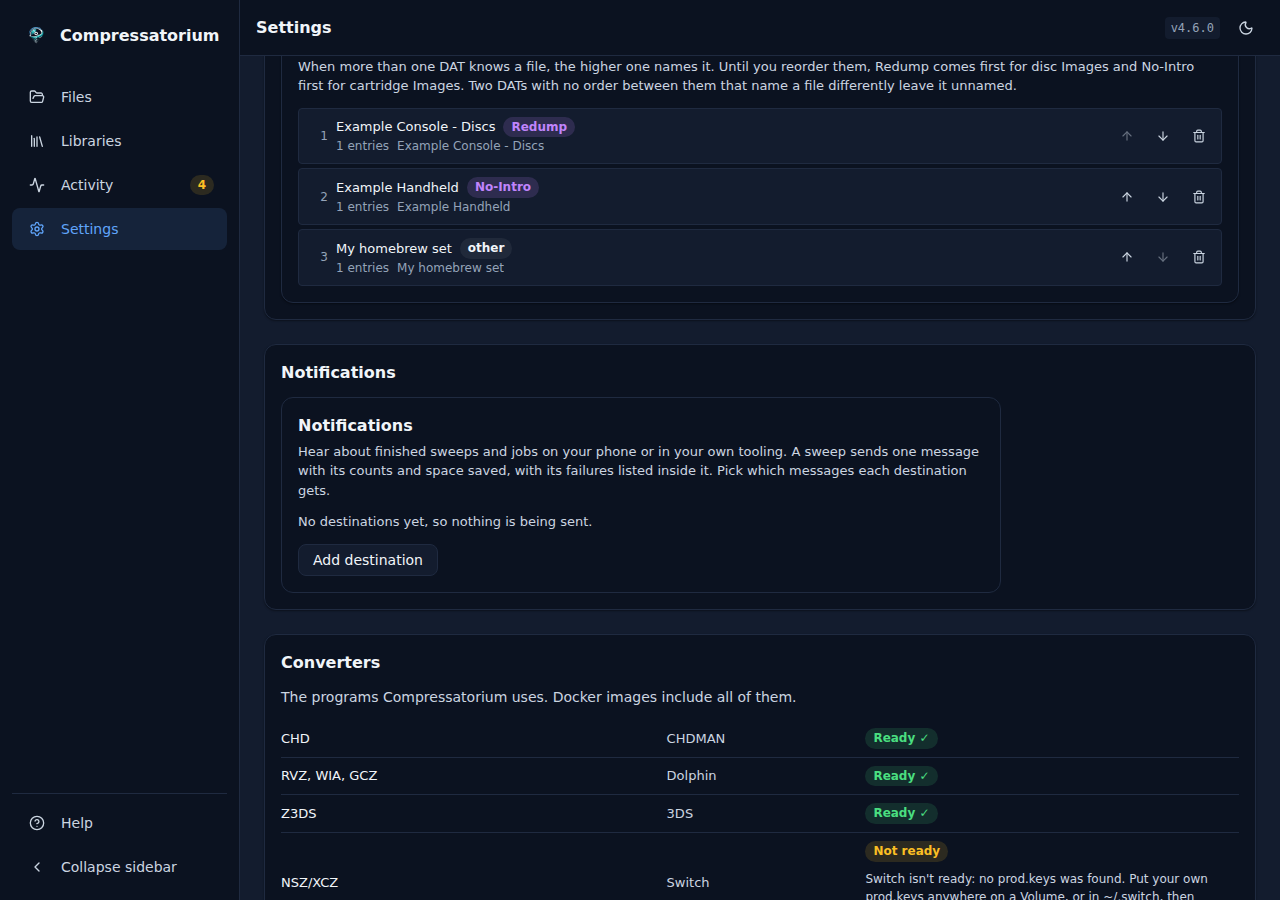 Compressatorium
Files
Libraries
Activity 4
Settings
Help
Collapse sidebar
Settings
v4.6.0
When more than one DAT knows a file, the higher one names it. Until you reorder them, Redump comes first for disc Images and No-Intro
first for cartridge Images. Two DATs with no order between them that name a file differently leave it unnamed.
1 Example Console - Discs Redump
1 entries Example Console - Discs
2 Example Handheld No-Intro
1 entries Example Handheld
3 My homebrew set other
1 entries My homebrew set
Notifications
Notifications
Hear about finished sweeps and jobs on your phone or in your own tooling. A sweep sends one message
with its counts and space saved, with its failures listed inside it. Pick which messages each destination
gets.
No destinations yet, so nothing is being sent.
Add destination
Converters
The programs Compressatorium uses. Docker images include all of them.
CHD CHDMAN Ready ✓
RVZ, WIA, GCZ Dolphin Ready ✓
Z3DS 3DS Ready ✓
NSZ/XCZ Switch Not ready
Switch isn't ready: no prod.keys was found. Put your own
prod.keys anywhere on a Volume, or in ~/.switch, then